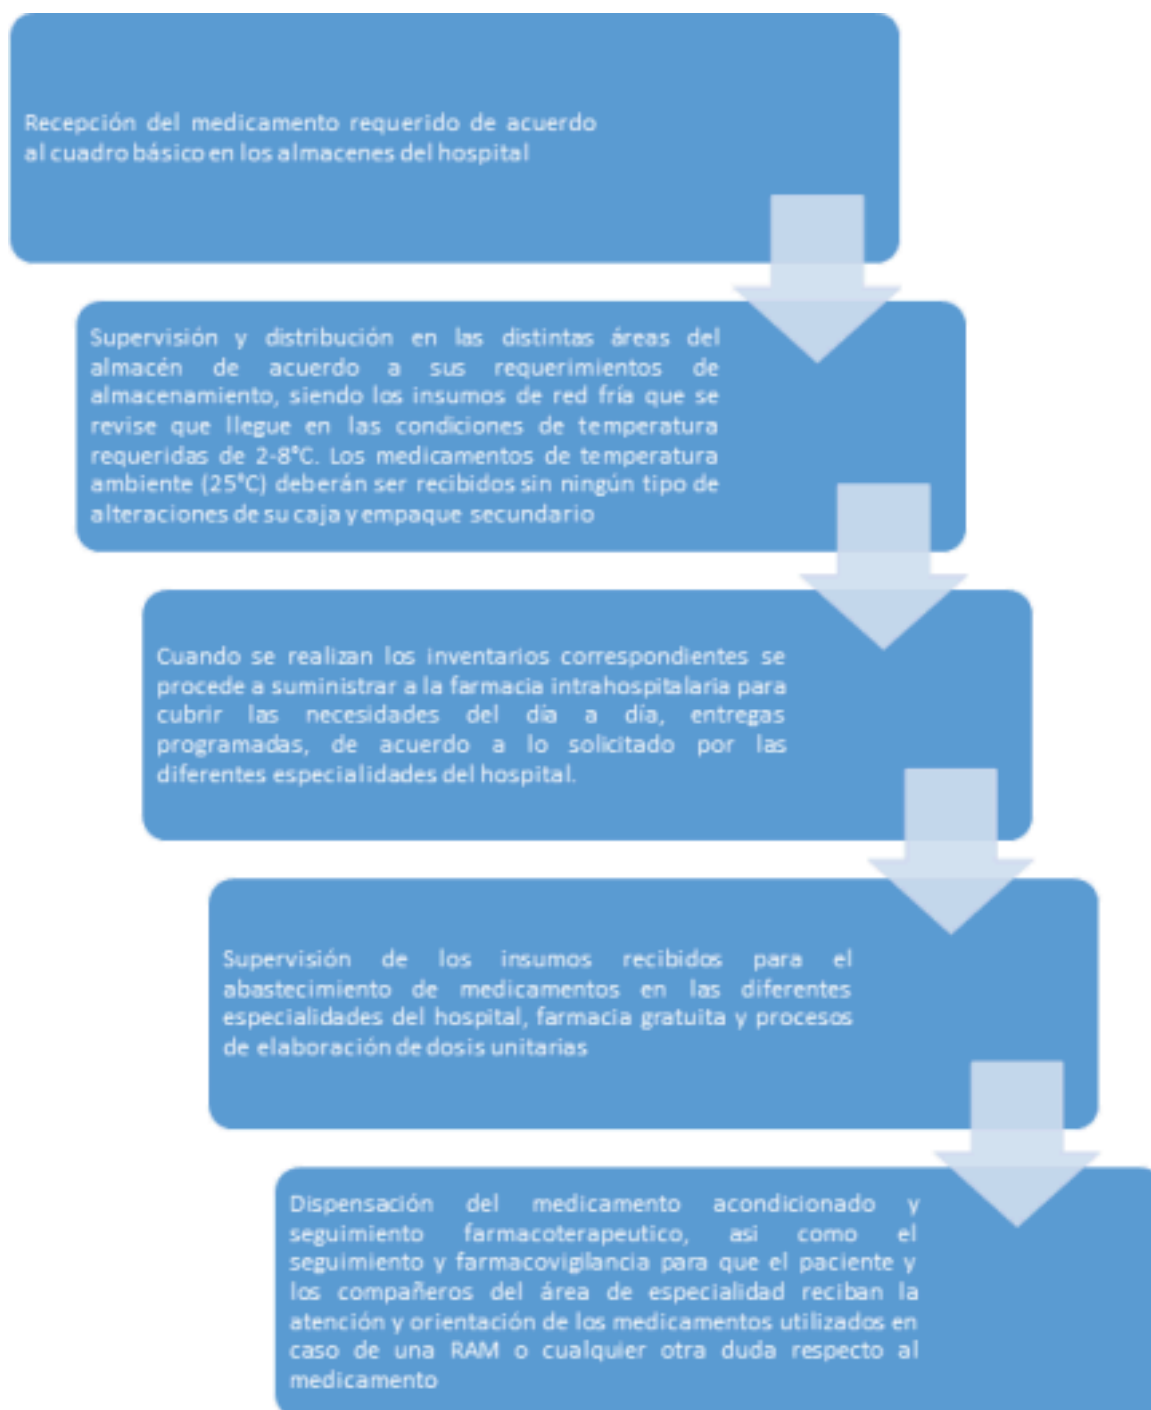 Recepción del medicamento requerido de acuerdo
al cuadro básico en los almacenes del hospital
Supervisión y distribución en las distintas áreas del
almacén de acuerdo a sus requerimientos de
almacenamiento, siendo los insumos de red fría que se
revise que llegue en las condiciones de temperatura
requeridas de 2-8°C. Los medicamentos de temperatura
ambiente (25°C) deberán ser recibidos sin ningún tipo de
alteraciones de su caja y empaque secundario
Cuando se realizan los inventarios correspondientes se
procede a suministrar a la farmacia intrahospitalaria para
cubrir las necesidades del día a día, entregas
programadas, de acuerdo a lo solicitado por las
diferentes especialidades del hospital.
Supervisión de los insumos recibidos para el
abastecimiento de medicamentos en las diferentes
especialidades del hospital, farmacia gratuita y procesos
de elaboración de dosis unitarias
Dispensación del medicamento acondicionado y
seguimiento farmacoterapeutico, asi como el
seguimiento y farmacovigilancia para que el paciente y
los compañeros del área de especialidad reciban la
atención y orientación de los medicamentos utilizados en
caso de una RAM o cualquier otra duda respecto al
medicamento